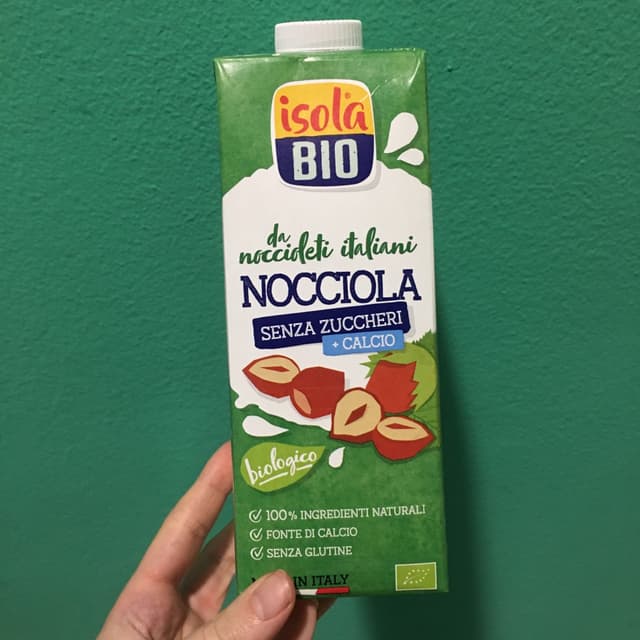 isola
BIO
da
noccioleti italiani
NOCCIOLA
SENZA ZUCCHERI
+ CALCIO
biologico
100% INGREDIENTI NATURALI
FONTE DI CALCIO
SENZA GLUTINE
IN ITALY